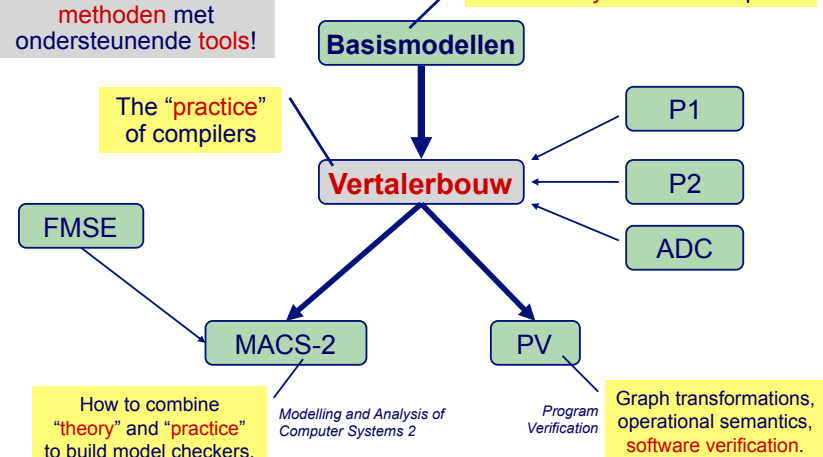 methoden met
ondersteunende tools!
Basismodellen
The “practice”
of compilers
P1
Vertalerbouw
P2
FMSE
ADC
MACS-2
PV
How to combine
“theory” and “practice”
to build model checkers.
Modelling and Analysis of
Computer Systems 2
Program
Verification
Graph transformations,
operational semantics,
software verification.